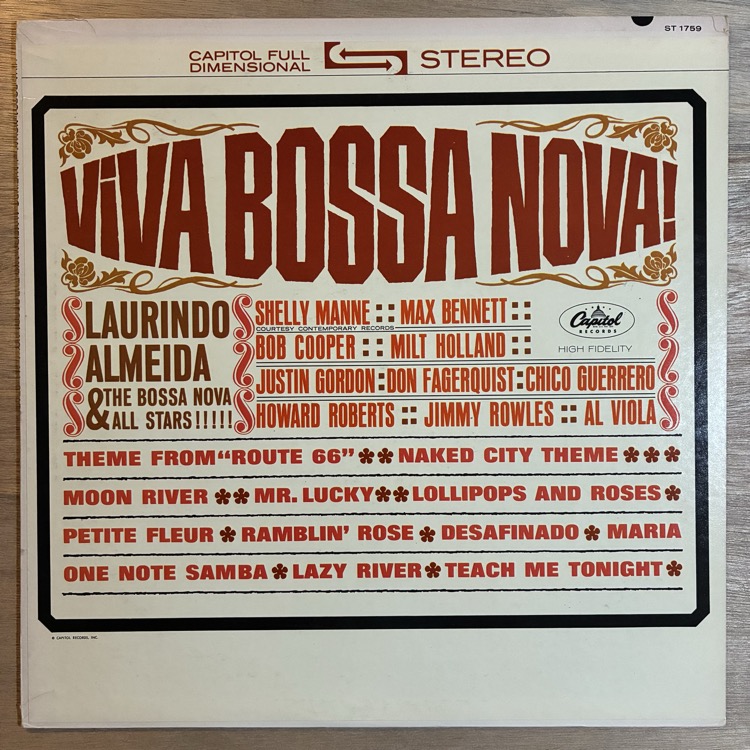 ST 1759
CAPITOL FULL
DIMENSIONAL
STEREO
ViVA BOSSA NOVA!
LAURINDO
ALMEIDA
& THE BOSSA NOVA
ALL STARS!!!!!
SHELLY MANNE :: MAX BENNETT ::
COURTESY CONTEMPORARY RECORDS
BOB COOPER :: MILT HOLLAND ::
JUSTIN GORDON : DON FAGERQUIST : CHICO GUERRERO
HOWARD ROBERTS :: JIMMY ROWLES :: AL VIOLA
Capitol
RECORDS
HIGH FIDELITY
THEME FROM "ROUTE 66" ** NAKED CITY THEME ***
MOON RIVER ** MR. LUCKY ** LOLLIPOPS AND ROSES *
PETITE FLEUR * RAMBLIN' ROSE * DESAFINADO * MARIA
ONE NOTE SAMBA * LAZY RIVER * TEACH ME TONIGHT *
© CAPITOL RECORDS, INC.